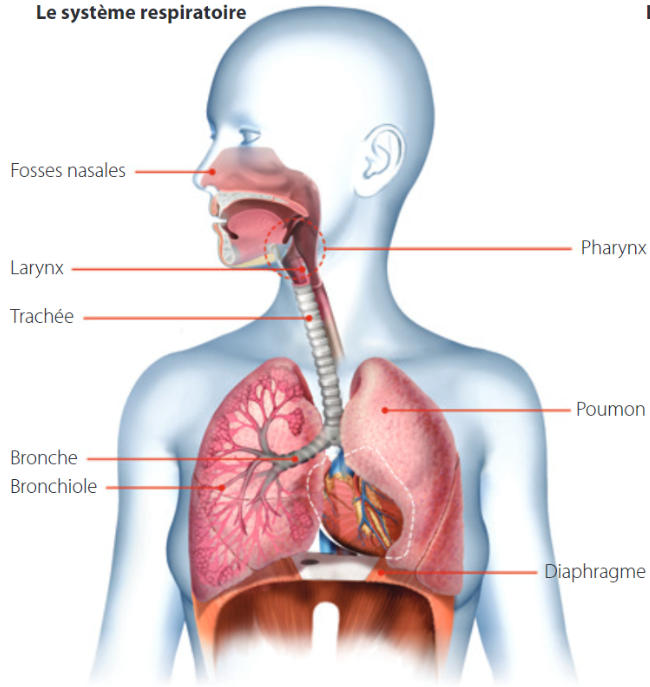 Le système respiratoire
Fosses nasales
Pharynx
Larynx
Trachée
Poumon
Bronche
Bronchiole
Diaphragme